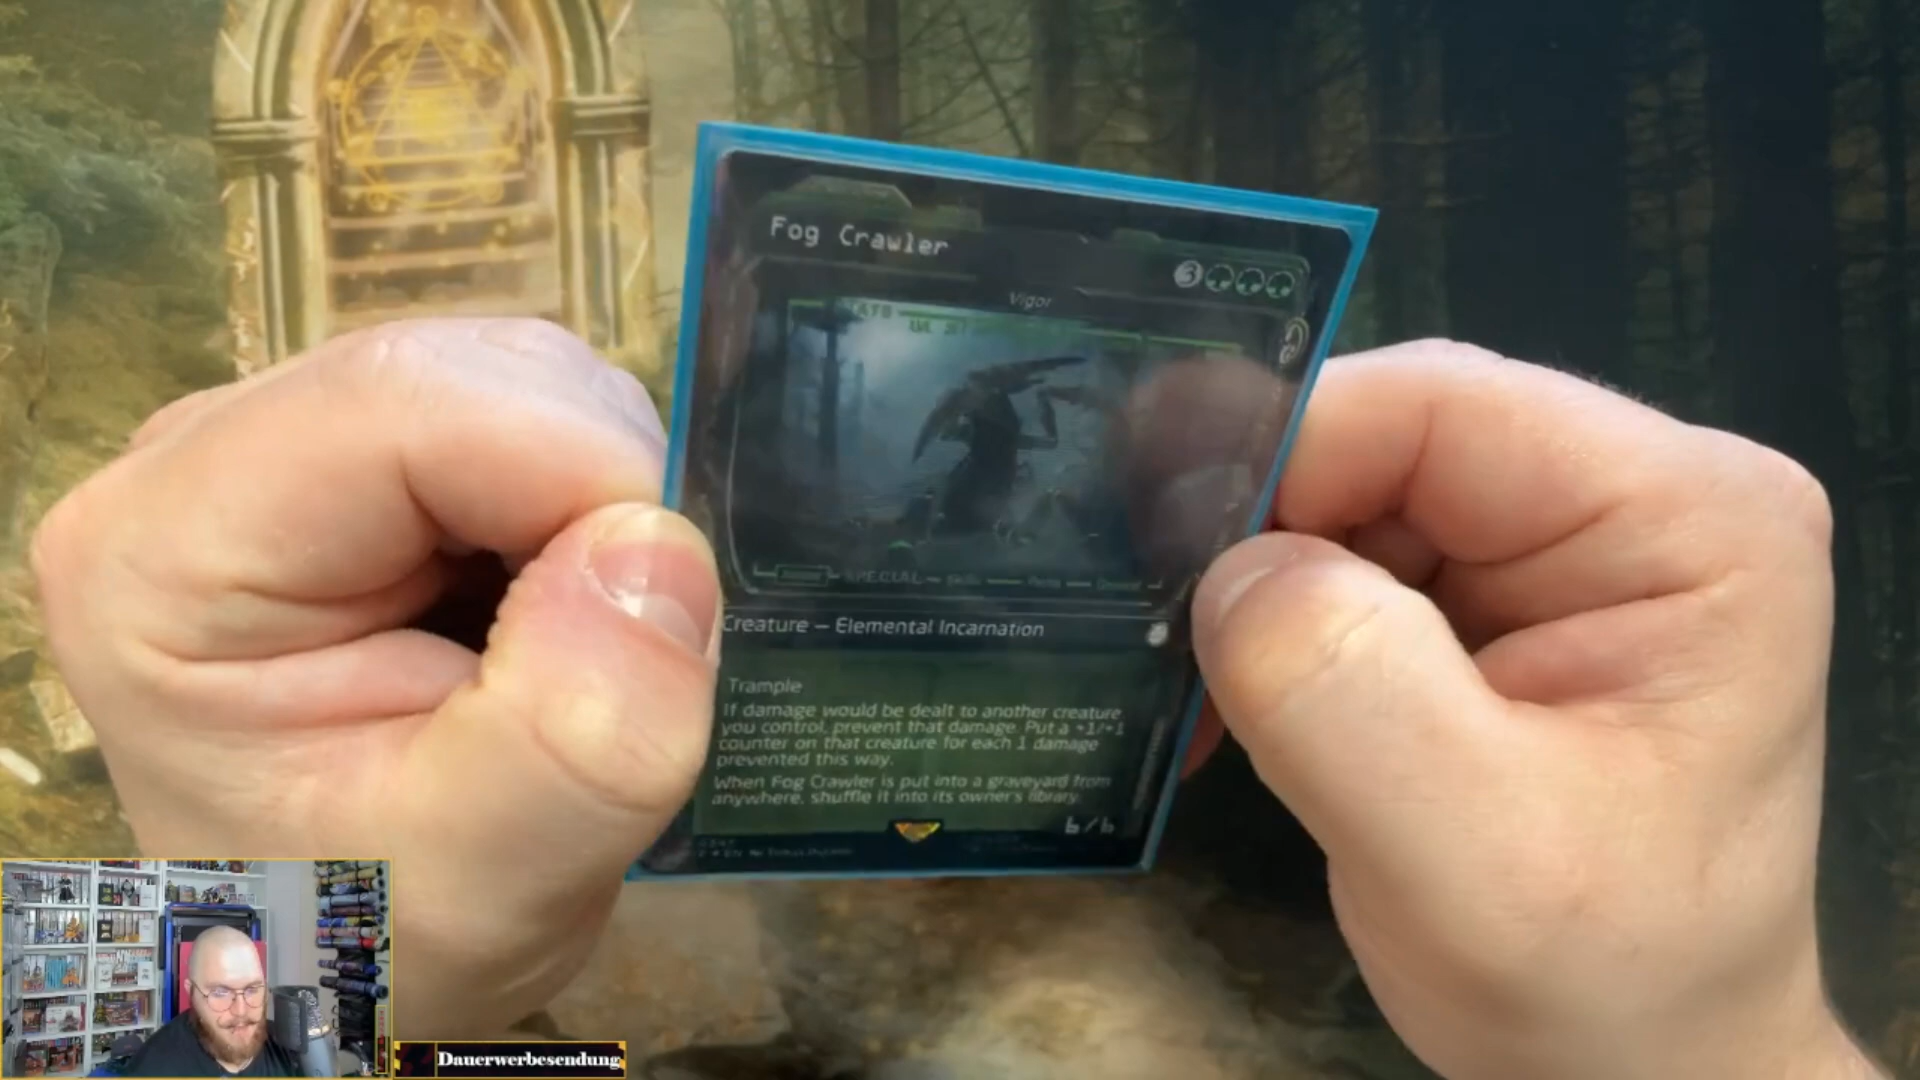 Fog Crawler
3
Vigor
SPECIAL
Creature — Elemental Incarnation
Trample
If damage would be dealt to another creature
you control, prevent that damage. Put a +1/+1
counter on that creature for each 1 damage
prevented this way.
When Fog Crawler is put into a graveyard from
anywhere, shuffle it into its owner's library.
6/6
Dauerwerbesendung